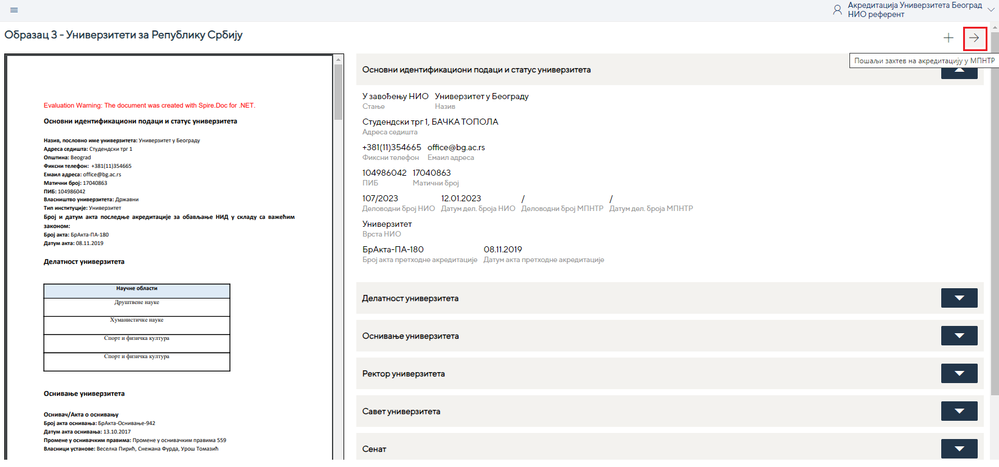 Акредитација Универзитета Београд
НИО референт
Образац 3 - Универзитети за Републику Србију
Пошаљи захтев на акредитацију у МПНТР
Evaluation Warning: The document was created with Spire.Doc for .NET.
Основни идентификациони подаци и статус универзитета
Назив, пословно име универзитета: Универзитет у Београду
Адреса седишта: Студендски трг 1
Општина: Beograd
Фиксни телефон: +381(11)354665
Емаил адреса: office@bg.ac.rs
Матични број: 17040863
ПИБ: 104986042
Власништво универзитета: Државни
Тип институције: Универзитет
Број и датум акта последње акредитације за обављање НИД у складу са важећим
законом:
Број акта: БрАкта-ПА-180
Датум акта: 08.11.2019
Делатност универзитета
Научне области
Друштвене науке
Хуманистичке науке
Спорт и физичка култура
Спорт и физичка култура
Оснивање универзитета
Оснивач/Акта о оснивању
Број акта оснивања: БрАкта-Оснивање-942
Датум акта оснивања: 13.10.2017
Промене у оснивачким правима: Промене у оснивачким правима 559
Власници установе: Веселка Пирић, Снежана Фурда, Урош Томазић
Основни идентификациони подаци и статус универзитета
У завођењу НИО Универзитет у Београду
Стање Назив
Студендски трг 1, БАЧКА ТОПОЛА
Адреса седишта
+381(11)354665 office@bg.ac.rs
Фиксни телефон Емаил адреса
104986042 17040863
ПИБ Матични број
107/2023 12.01.2023 / /
Деловодни број НИО Датум дел. броја НИО Деловодни број МПНТР Датум дел. броја МПНТР
Универзитет
Врста НИО
БрАкта-ПА-180 08.11.2019
Број акта претходне акредитације Датум акта претходне акредитације
Делатност универзитета
Оснивање универзитета
Ректор универзитета
Савет универзитета
Сенат